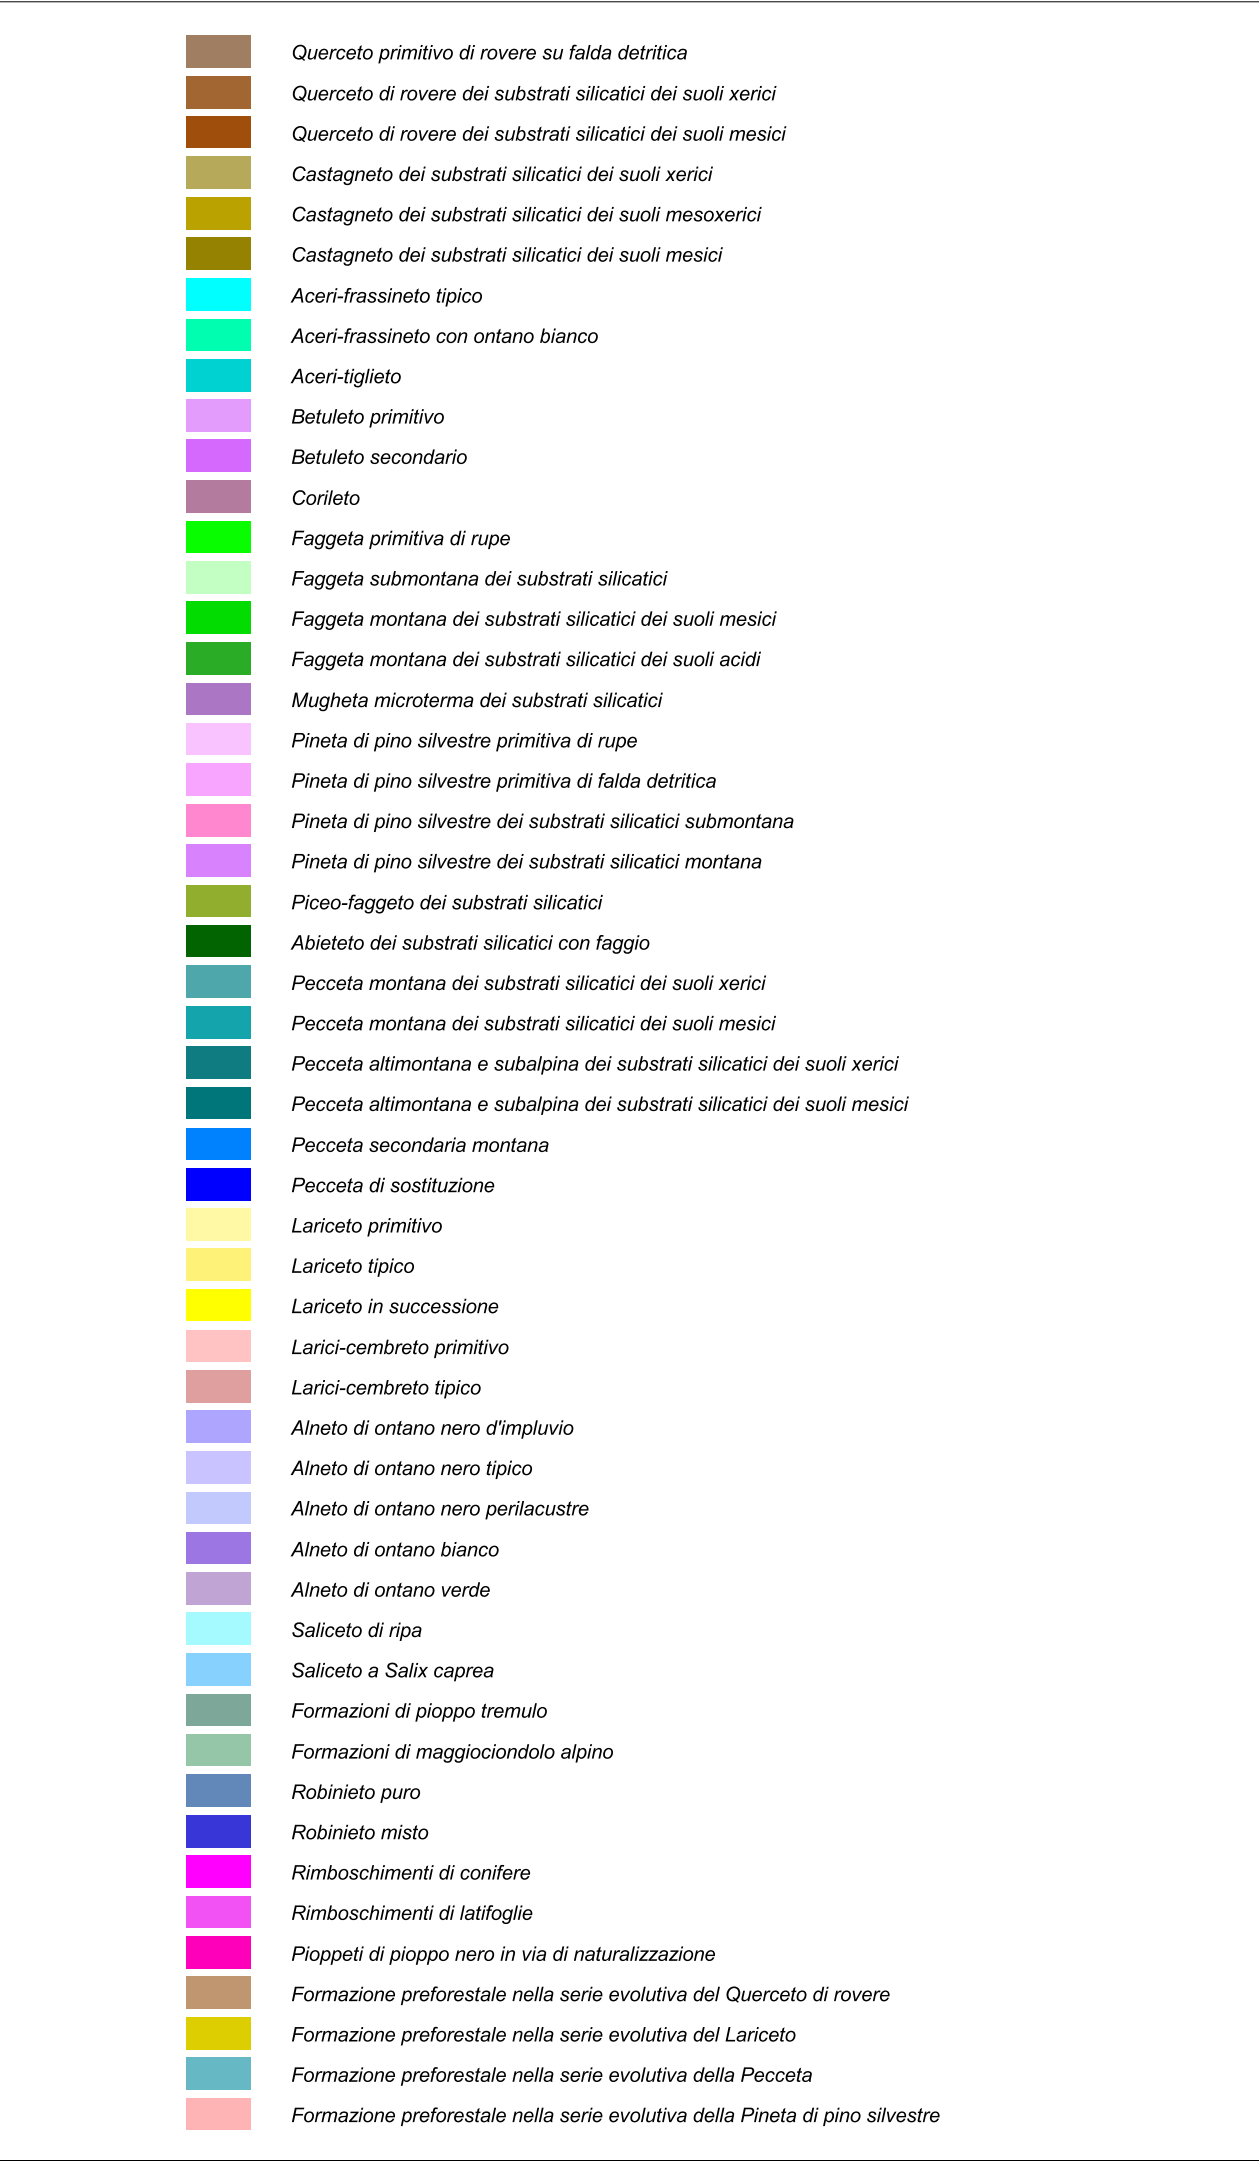 Querceto primitivo di rovere su falda detritica
Querceto di rovere dei substrati silicatici dei suoli xerici
Querceto di rovere dei substrati silicatici dei suoli mesici
Castagneto dei substrati silicatici dei suoli xerici
Castagneto dei substrati silicatici dei suoli mesoxerici
Castagneto dei substrati silicatici dei suoli mesici
Aceri-frassineto tipico
Aceri-frassineto con ontano bianco
Aceri-tiglieto
Betuleto primitivo
Betuleto secondario
Corileto
Faggeta primitiva di rupe
Faggeta submontana dei substrati silicatici
Faggeta montana dei substrati silicatici dei suoli mesici
Faggeta montana dei substrati silicatici dei suoli acidi
Mugheta microterma dei substrati silicatici
Pineta di pino silvestre primitiva di rupe
Pineta di pino silvestre primitiva di falda detritica
Pineta di pino silvestre dei substrati silicatici submontana
Pineta di pino silvestre dei substrati silicatici montana
Piceo-faggeto dei substrati silicatici
Abieteto dei substrati silicatici con faggio
Pecceta montana dei substrati silicatici dei suoli xerici
Pecceta montana dei substrati silicatici dei suoli mesici
Pecceta altimontana e subalpina dei substrati silicatici dei suoli xerici
Pecceta altimontana e subalpina dei substrati silicatici dei suoli mesici
Pecceta secondaria montana
Pecceta di sostituzione
Lariceto primitivo
Lariceto tipico
Lariceto in successione
Larici-cembreto primitivo
Larici-cembreto tipico
Alneto di ontano nero d'impluvio
Alneto di ontano nero tipico
Alneto di ontano nero perilacustre
Alneto di ontano bianco
Alneto di ontano verde
Saliceto di ripa
Saliceto a Salix caprea
Formazioni di pioppo tremulo
Formazioni di maggiociondolo alpino
Robinieto puro
Robinieto misto
Rimboschimenti di conifere
Rimboschimenti di latifoglie
Pioppeti di pioppo nero in via di naturalizzazione
Formazione preforestale nella serie evolutiva del Querceto di rovere
Formazione preforestale nella serie evolutiva del Lariceto
Formazione preforestale nella serie evolutiva della Pecceta
Formazione preforestale nella serie evolutiva della Pineta di pino silvestre